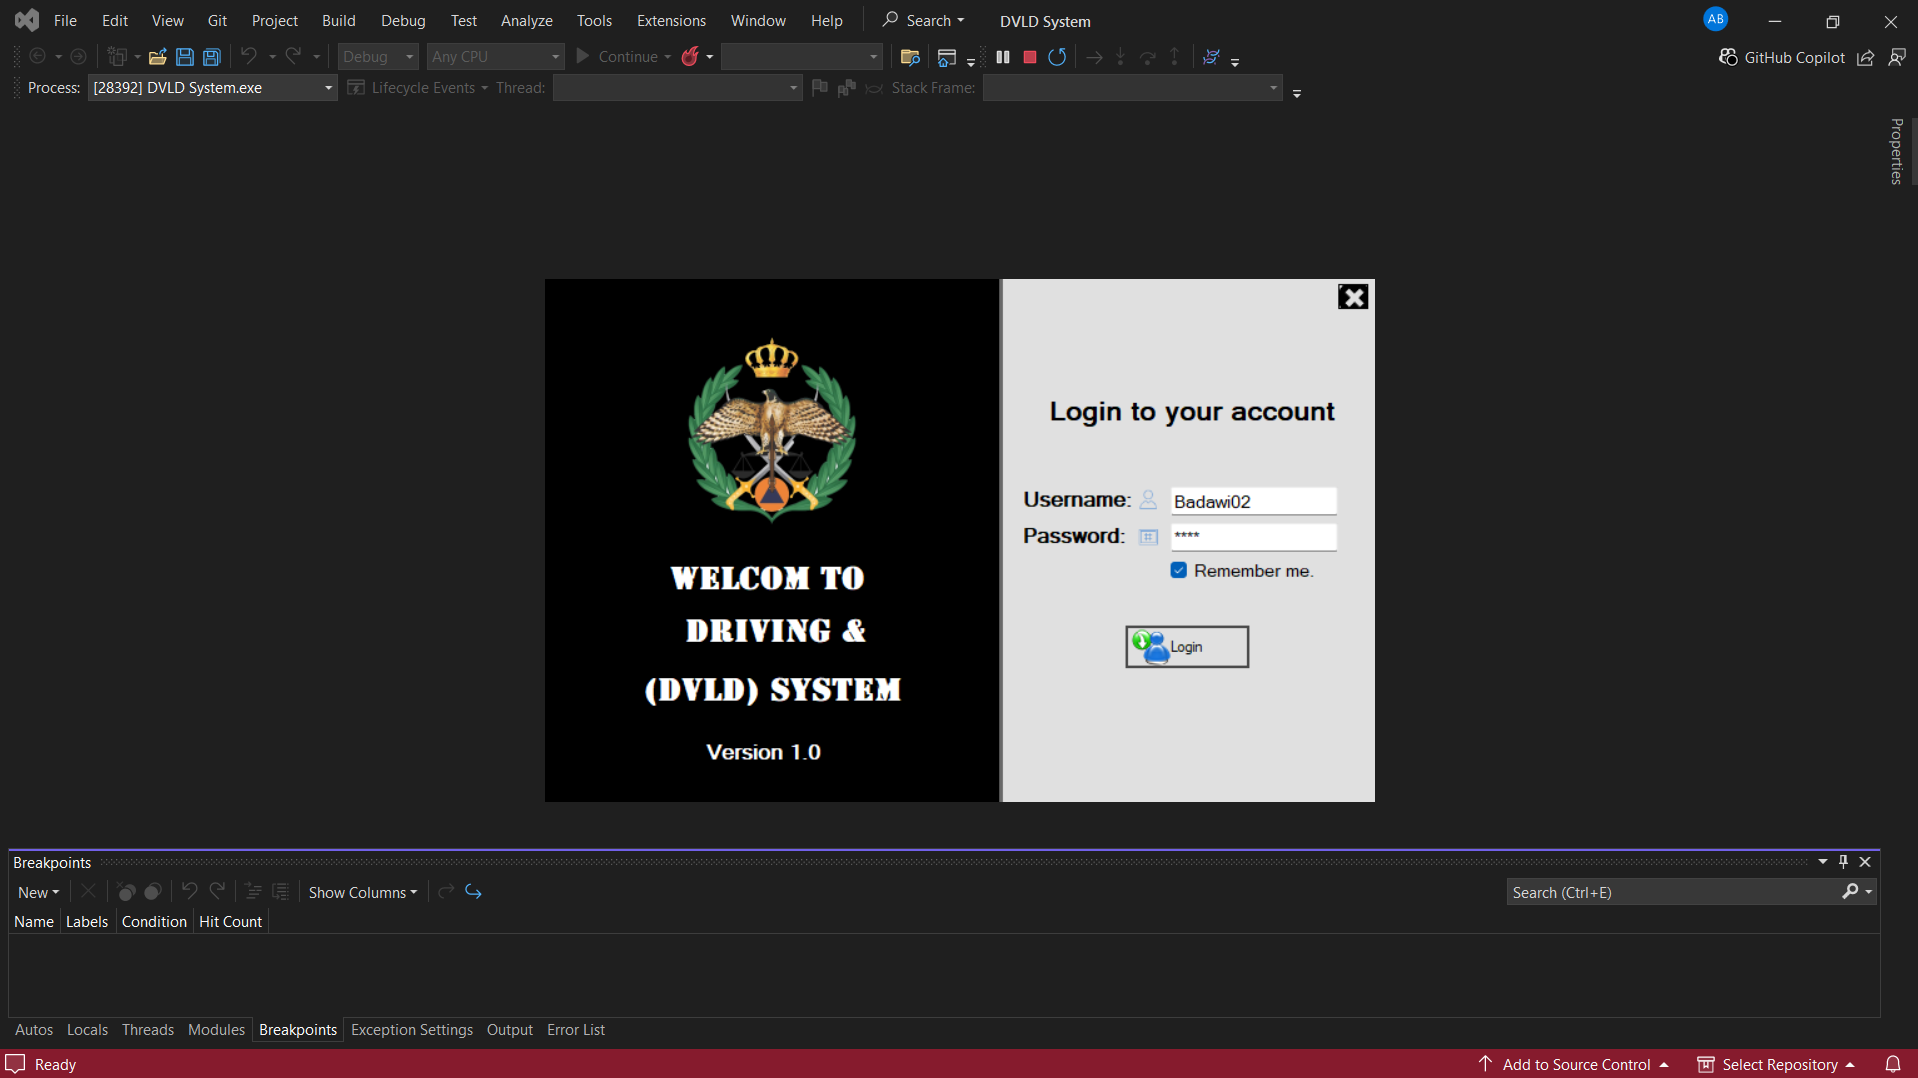 File Edit View Git Project Build Debug Test Analyze Tools Extensions Window Help Search DVLD System AB
Debug Any CPU Continue GitHub Copilot
Process: [28392] DVLD System.exe Lifecycle Events Thread: Stack Frame:
Properties
WELCOM TO
DRIVING &
(DVLD) SYSTEM
Version 1.0
Login to your account
Username: Badawi02
Password: ****
Remember me.
Login
Breakpoints
New Show Columns Search (Ctrl+E)
Name Labels Condition Hit Count
Autos Locals Threads Modules Breakpoints Exception Settings Output Error List
Ready Add to Source Control Select Repository